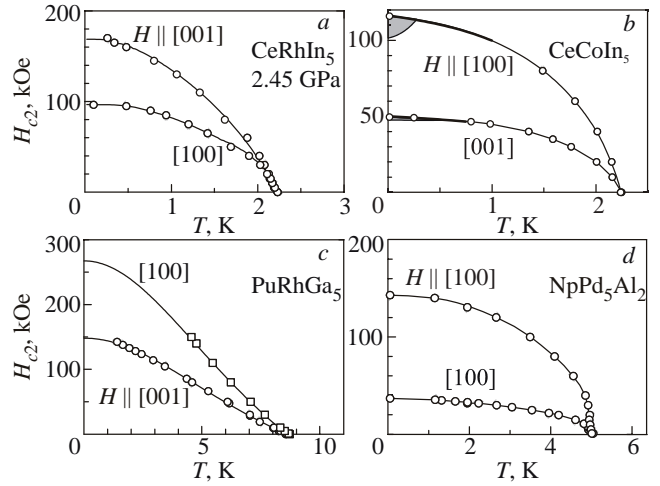 a
H || [001]
CeRhIn5
2.45 GPa
[100]
200
100
0
1
2
3
Hc2, kOe
T, K
b
CeCoIn5
H || [100]
[001]
100
50
0
1
2
T, K
c
[100]
PuRhGa5
H || [001]
300
200
100
0
5
10
Hc2, kOe
T, K
d
NpPd5Al2
H || [100]
[100]
200
100
0
2
4
6
T, K